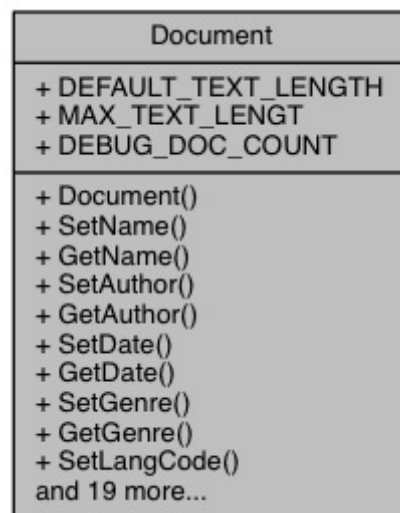 Document
+ DEFAULT_TEXT_LENGTH
+ MAX_TEXT_LENGT
+ DEBUG_DOC_COUNT
+ Document()
+ SetName()
+ GetName()
+ SetAuthor()
+ GetAuthor()
+ SetDate()
+ GetDate()
+ SetGenre()
+ GetGenre()
+ SetLangCode()
and 19 more...